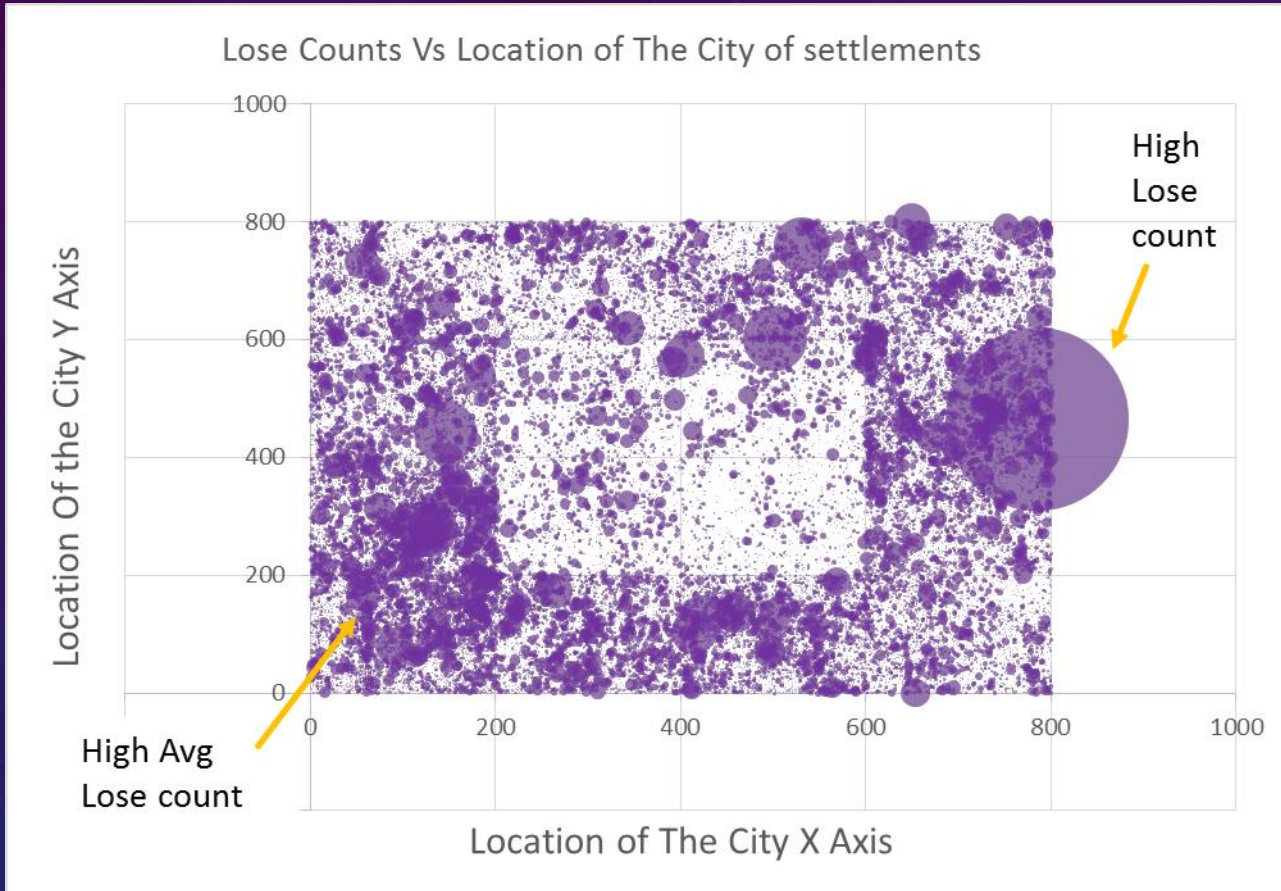 Lose Counts Vs Location of The City of settlements
1000
800
600
400
200
0
0 200 400 600 800 1000
Location Of the City Y Axis
Location of The City X Axis
High
Lose
count
High Avg
Lose count